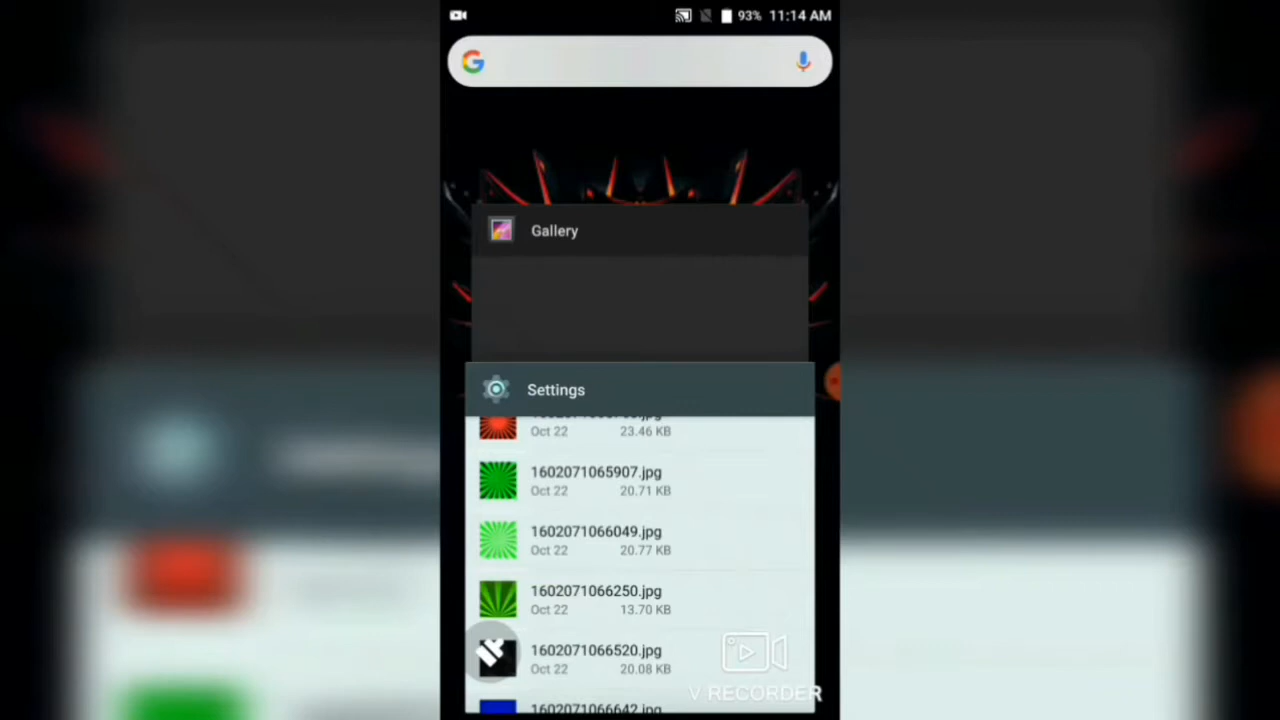 93% 11:14 AM
Gallery
Settings
Oct 22 23.46 KB
1602071065907.jpg
Oct 22 20.71 KB
1602071066049.jpg
Oct 22 20.77 KB
1602071066250.jpg
Oct 22 13.70 KB
1602071066520.jpg
Oct 22 20.08 KB
V RECORDER
1602071066642.jpg